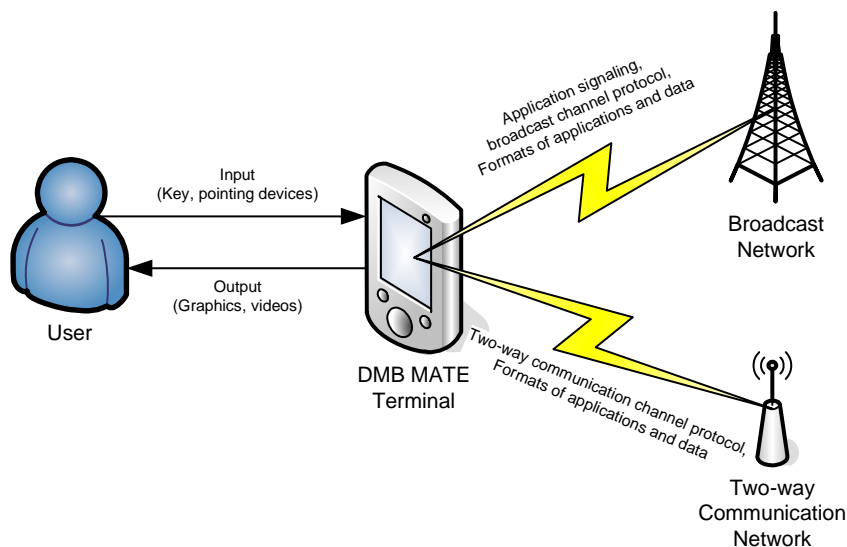 Application signaling,
broadcast channel protocol,
Formats of applications and data
Input
(Key, pointing devices)
Broadcast
Network
Output
(Graphics, videos)
User
DMB MATE
Terminal
Two-way communication channel protocol,
Formats of applications and data
Two-way
Communication
Network